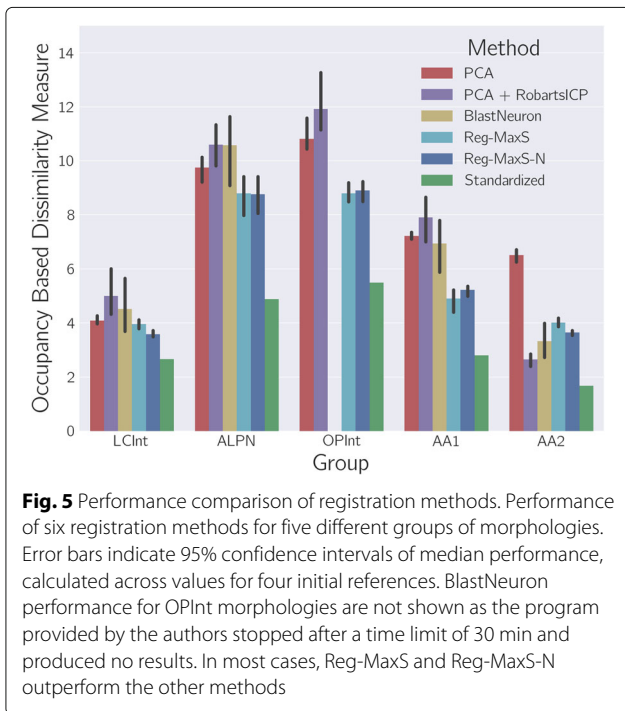 Occupancy Based Dissimilarity Measure
14
12
10
8
6
4
2
0
Method
PCA
PCA + RobartsICP
BlastNeuron
Reg-MaxS
Reg-MaxS-N
Standardized
LCInt ALPN OPInt AA1 AA2
Group
Fig. 5 Performance comparison of registration methods. Performance
of six registration methods for five different groups of morphologies.
Error bars indicate 95% confidence intervals of median performance,
calculated across values for four initial references. BlastNeuron
performance for OPInt morphologies are not shown as the program
provided by the authors stopped after a time limit of 30 min and
produced no results. In most cases, Reg-MaxS and Reg-MaxS-N
outperform the other methods